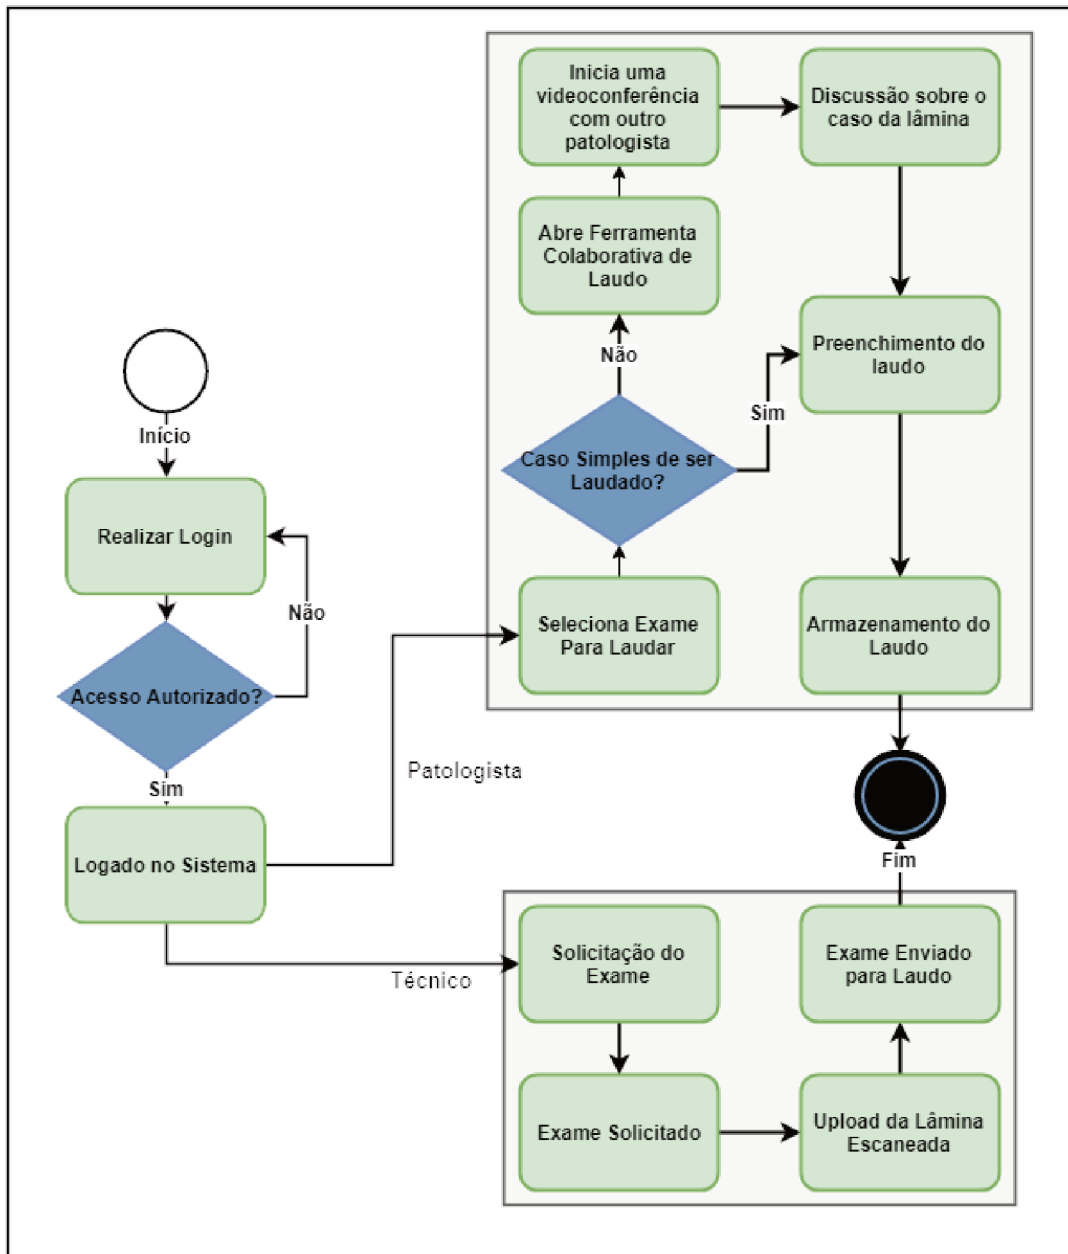 Início
Realizar Login
Não
Acesso Autorizado?
Sim
Logado no Sistema
Patologista
Técnico
Inicia uma
videoconferência
com outro
patologista
Discussão sobre o
caso da lâmina
Abre Ferramenta
Colaborativa de
Laudo
Não
Preenchimento do
laudo
Sim
Caso Simples de ser
Laudado?
Seleciona Exame
Para Laudar
Armazenamento do
Laudo
Fim
Solicitação do
Exame
Exame Enviado
para Laudo
Exame Solicitado
Upload da Lâmina
Escaneada